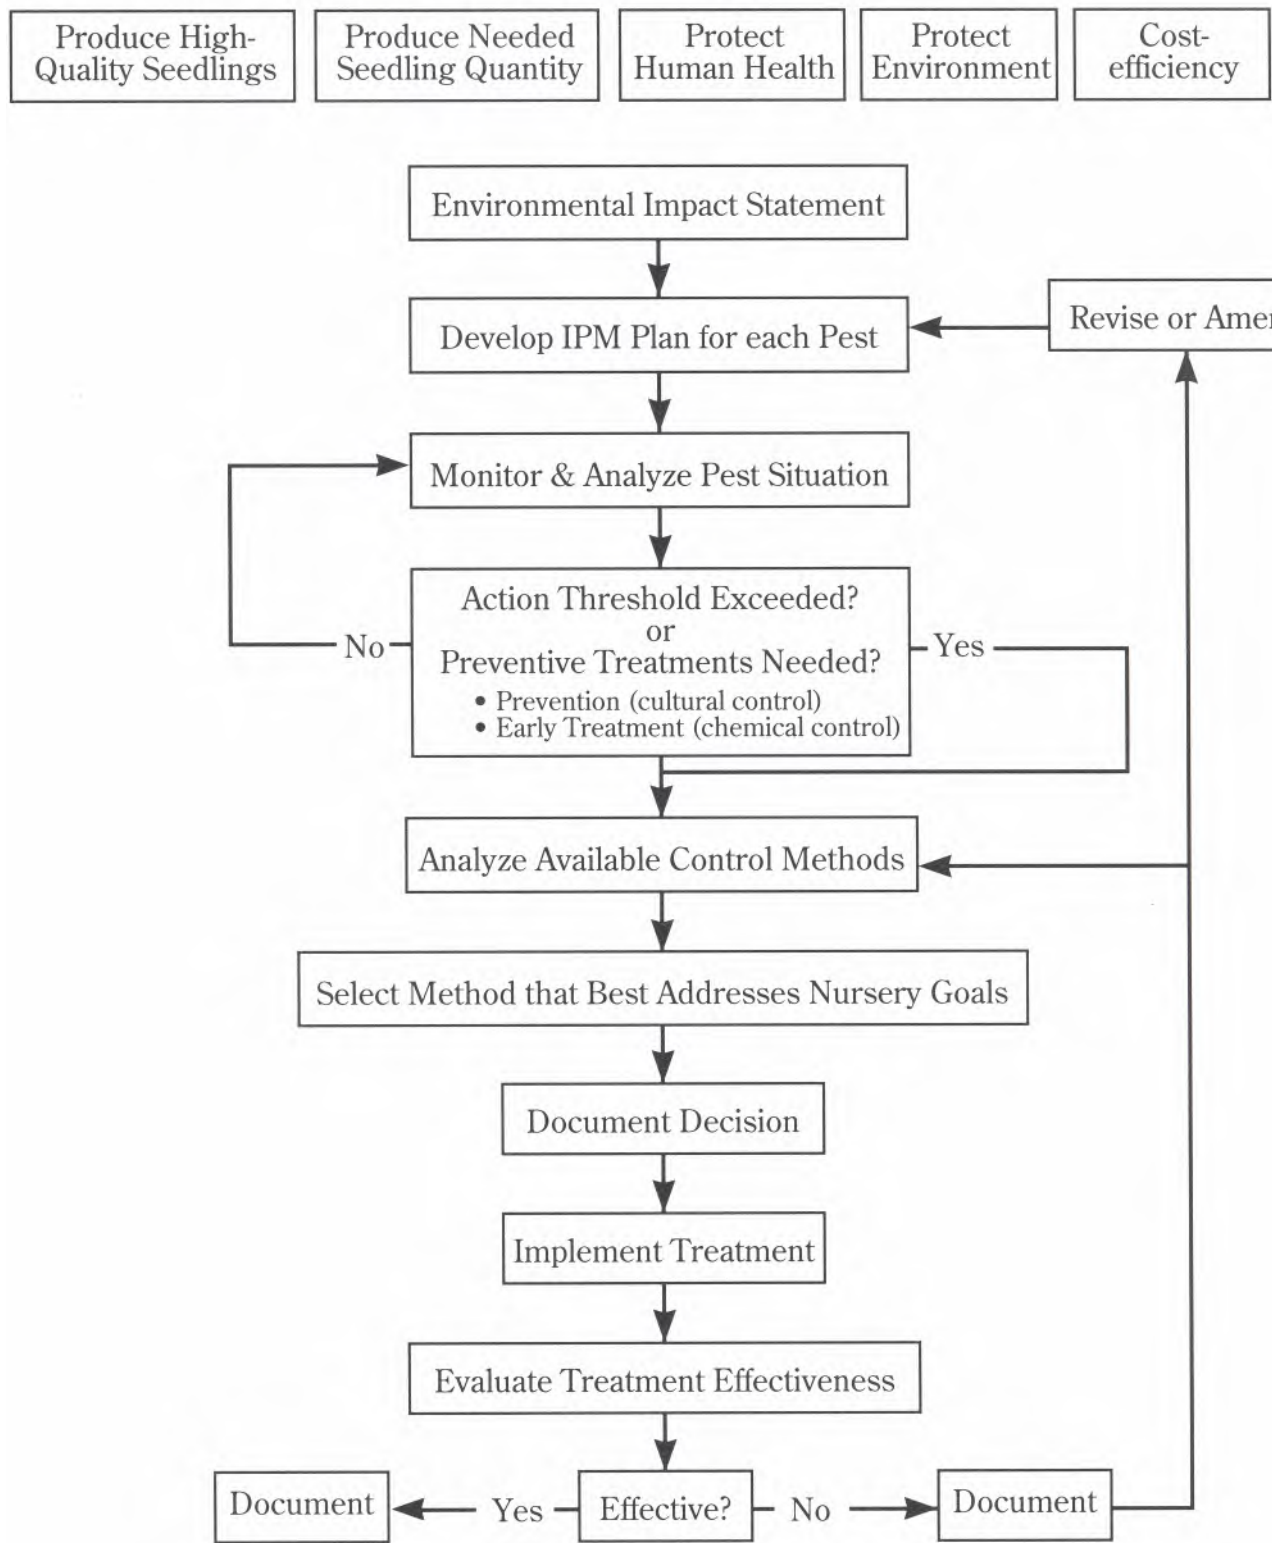 Produce High-
Quality Seedlings
Produce Needed
Seedling Quantity
Protect
Human Health
Protect
Environment
Cost-
efficiency
Environmental Impact Statement
Develop IPM Plan for each Pest
Revise or Amen
Monitor & Analyze Pest Situation
Action Threshold Exceeded?
or
Preventive Treatments Needed?
• Prevention (cultural control)
• Early Treatment (chemical control)
No
Yes
Analyze Available Control Methods
Select Method that Best Addresses Nursery Goals
Document Decision
Implement Treatment
Evaluate Treatment Effectiveness
Document
Yes
Effective?
No
Document